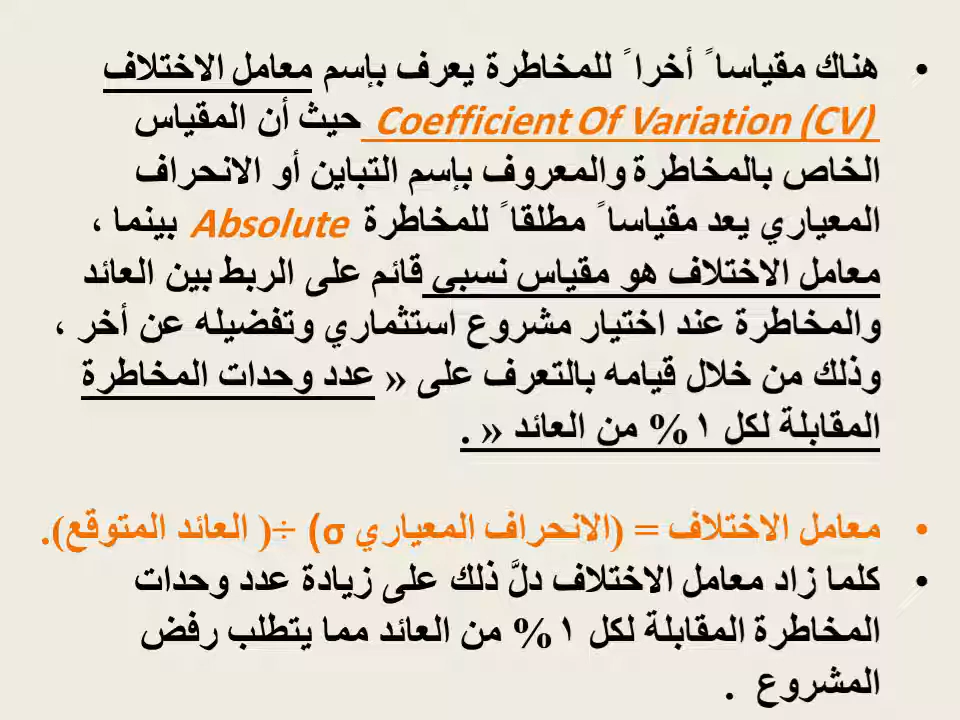 • هناك مقياساً أخراً للمخاطرة يعرف بإسم معامل الاختلاف
Coefficient Of Variation (CV) حيث أن المقياس
الخاص بالمخاطرة والمعروف بإسم التباين أو الانحراف
المعياري يعد مقياساً مطلقاً للمخاطرة Absolute بينما ،
معامل الاختلاف هو مقياس نسبي قائم على الربط بين العائد
والمخاطرة عند اختيار مشروع استثماري وتفضيله عن أخر ،
وذلك من خلال قيامه بالتعرف على « عدد وحدات المخاطرة
المقابلة لكل ١% من العائد » .
• معامل الاختلاف = (الانحراف المعياري σ) ÷( العائد المتوقع).
• كلما زاد معامل الاختلاف دلَّ ذلك على زيادة عدد وحدات
المخاطرة المقابلة لكل ١% من العائد مما يتطلب رفض
المشروع .